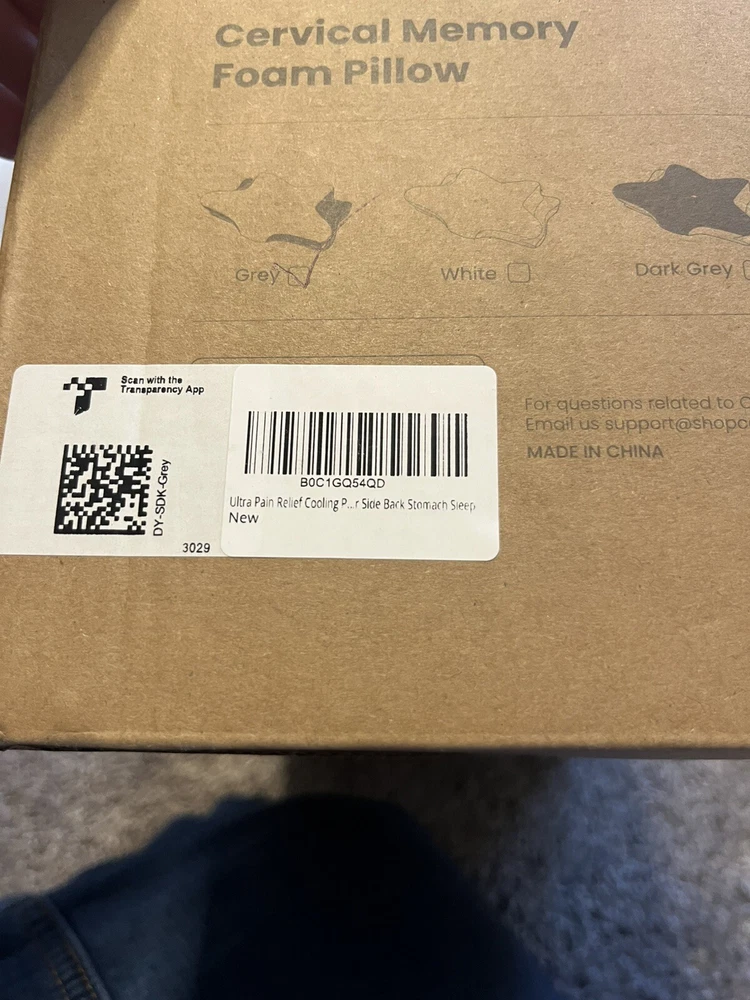 Cervical Memory
Foam Pillow
Grey
White
Dark Grey
Scan with the
Transparency App
DY-SDK-Grey
3029
B0C1GQ54QD
Ultra Pain Relief Cooling P...r Side Back Stomach Sleep
New
For questions related to C
Email us support@shopc
MADE IN CHINA